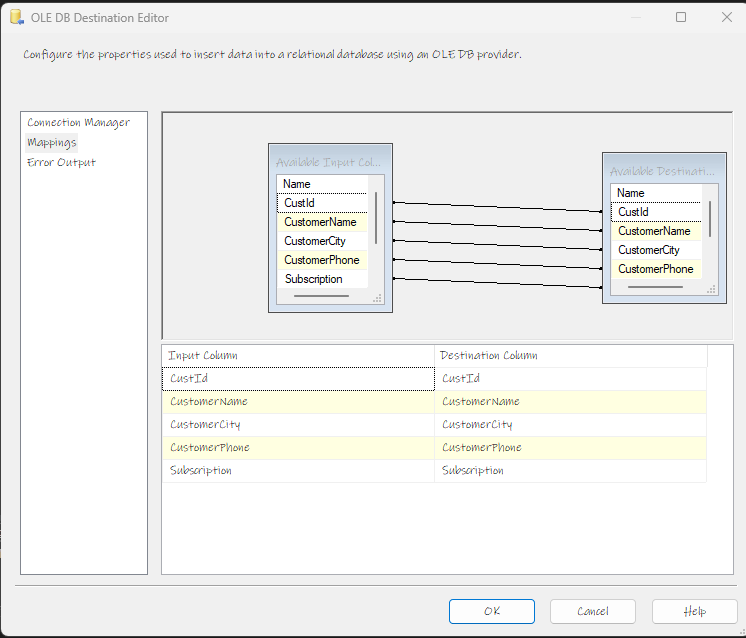 OLE DB Destination Editor
Configure the properties used to insert data into a relational database using an OLE DB provider.
Connection Manager
Mappings
Error Output
Available Input Col...
Name
CustId
CustomerName
CustomerCity
CustomerPhone
Subscription
Available Destinati...
Name
CustId
CustomerName
CustomerCity
CustomerPhone
Input Column Destination Column
CustId CustId
CustomerName CustomerName
CustomerCity CustomerCity
CustomerPhone CustomerPhone
Subscription Subscription
OK Cancel Help